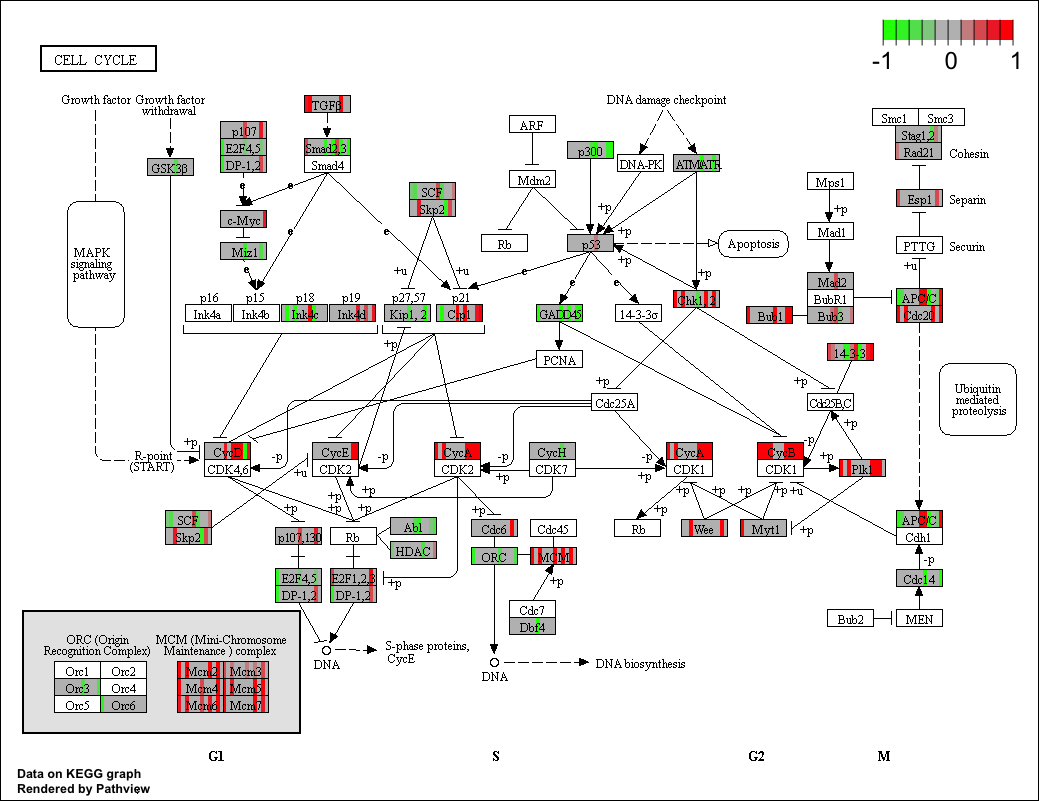 CELL CYCLE
-1 0 1
Growth factor
Growth factor
withdrawal
TGFβ
DNA damage checkpoint
ARF
Smc1 Smc3
p107
E2F4,5
DP-1,2
Smad2,3
Smad4
p300
DNA-PK
ATMATR
Stag1,2
Rad21
Cohesin
GSK3β
Mdm2
Mps1
e
e
SCF
Skp2
Esp1
Separin
c-Myc
+p
+p
e
e
Rb
p53
+p
Mad1
Apoptosis
PTTG
Securin
MAPK
signaling
pathway
Miz1
+u
+u
e
+p
+p
+u
e
e
Mad2
BubR1
Bub3
Bub1
APC/C
Cdc20
p16
Ink4a
p15
Ink4b
p18
Ink4c
p19
Ink4d
p27,57
Kip1, 2
p21
Cip1
Chk1, 2
GADD45
14-3-3σ
+p
PCNA
14-3-3
+p
+p
Cdc25A
Cdc25B,C
Ubiquitin
mediated
proteolysis
+p
R-point
(START)
+p
-p
-p
-p
-p
CycD
CDK4,6
CycE
CDK2
CycA
CDK2
CycH
CDK7
CycA
CDK1
CycB
CDK1
Plk1
+u
+p
+p
+p
+p
+p
+p
+p
+p
+p
+p
+u
SCF
Skp2
+p
+p
p107,130
Rb
Abl
HDAC
+p
Cdc6
Cdc45
Rb
Wee
Myt1
+p
APC/C
Cdh1
ORC
MCM
-p
E2F4,5
DP-1,2
E2F1,2,3
DP-1,2
+p
+p
Cdc14
Cdc7
Dbf4
Bub2
MEN
ORC (Origin
Recognition Complex)
MCM (Mini-Chromosome
Maintenance ) complex
Orc1 Orc2
Orc3 Orc4
Orc5 Orc6
Mcm2 Mcm3
Mcm4 Mcm5
Mcm6 Mcm7
DNA
S-phase proteins,
CycE
DNA
DNA biosynthesis
G1 S G2 M
Data on KEGG graph
Rendered by Pathview